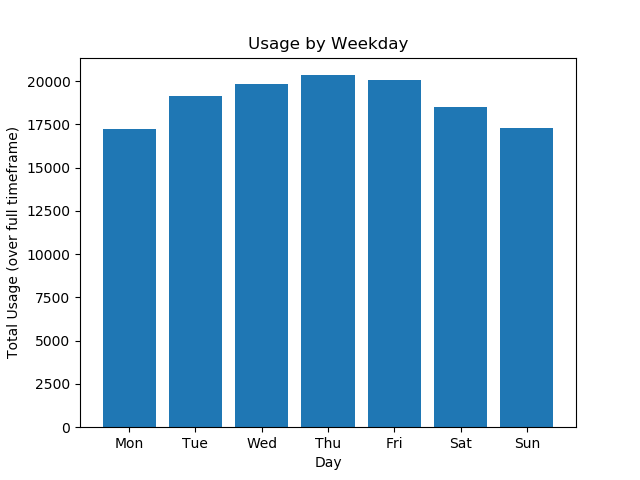 Usage by Weekday
Total Usage (over full timeframe)
20000
17500
15000
12500
10000
7500
5000
2500
0
Mon Tue Wed Thu Fri Sat Sun
Day